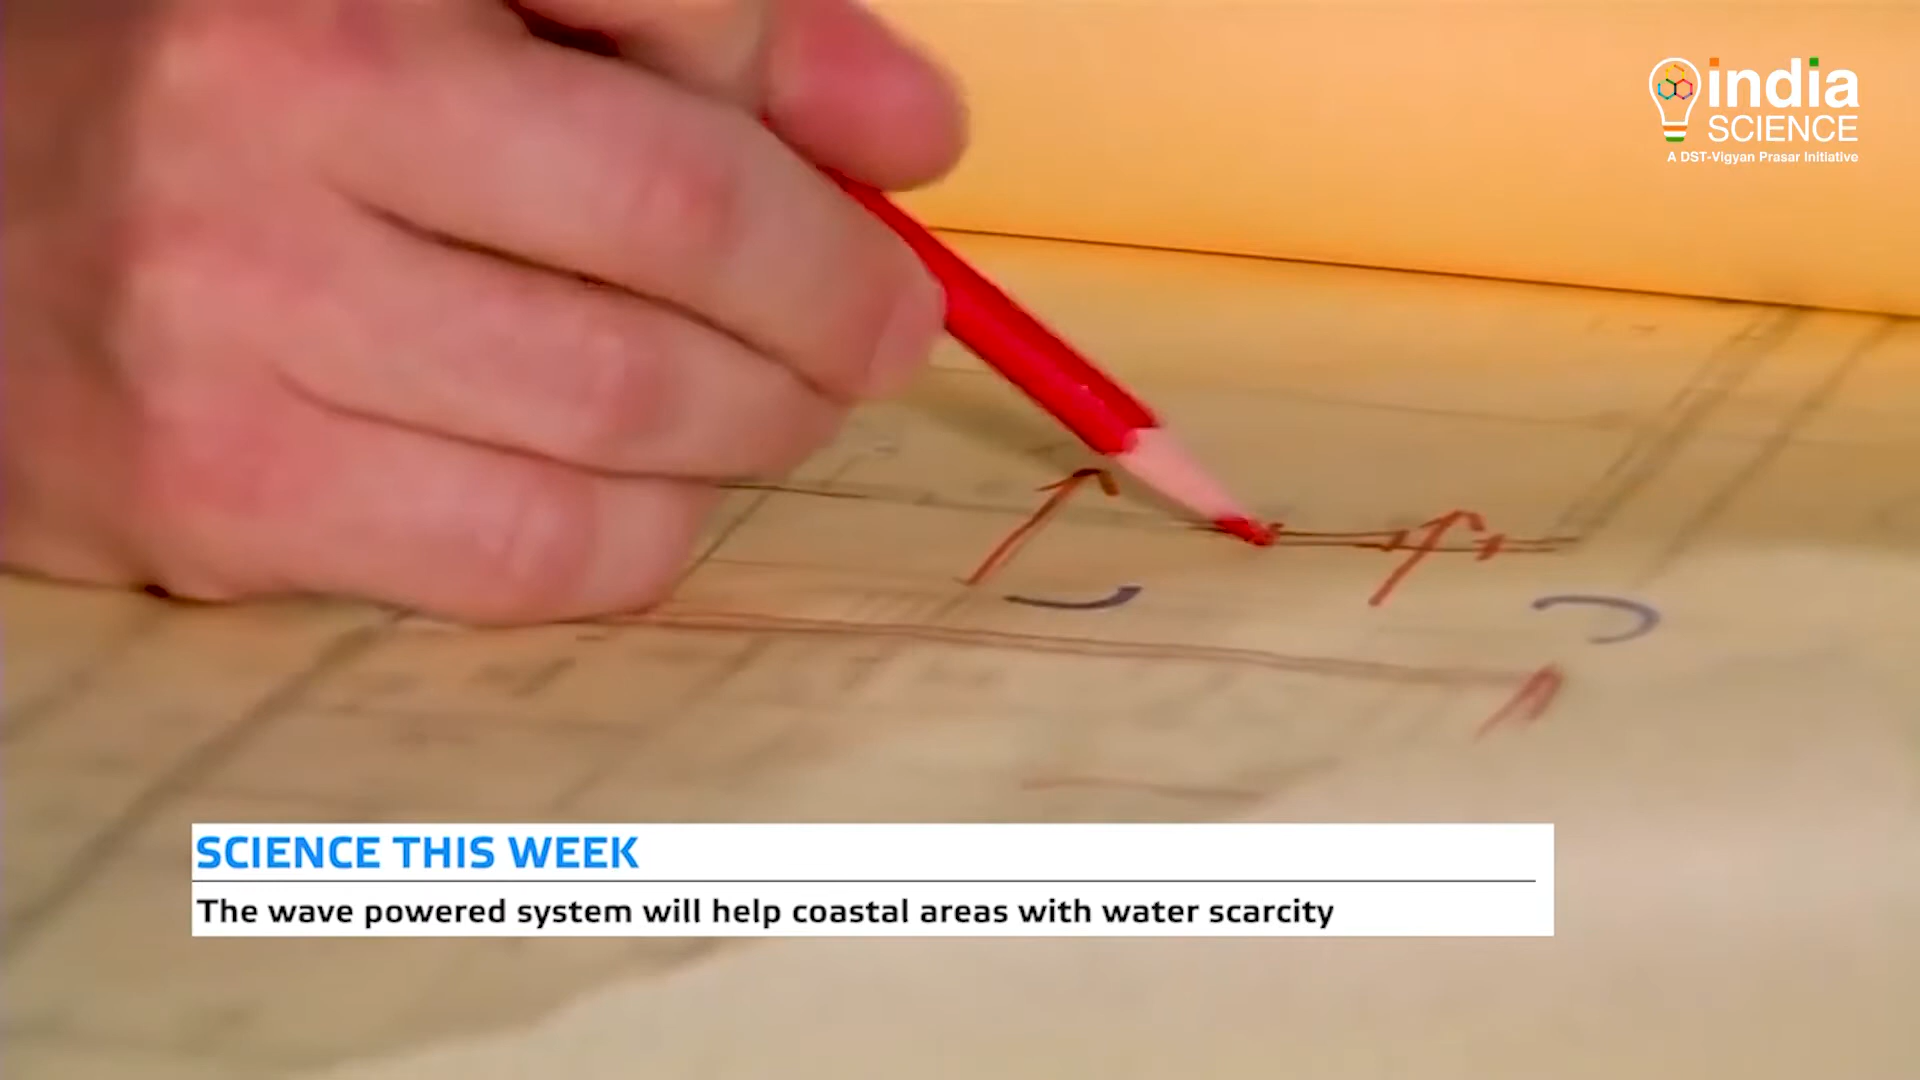 india
SCIENCE
A DST-Vigyan Prasar Initiative
SCIENCE THIS WEEK
The wave powered system will help coastal areas with water scarcity